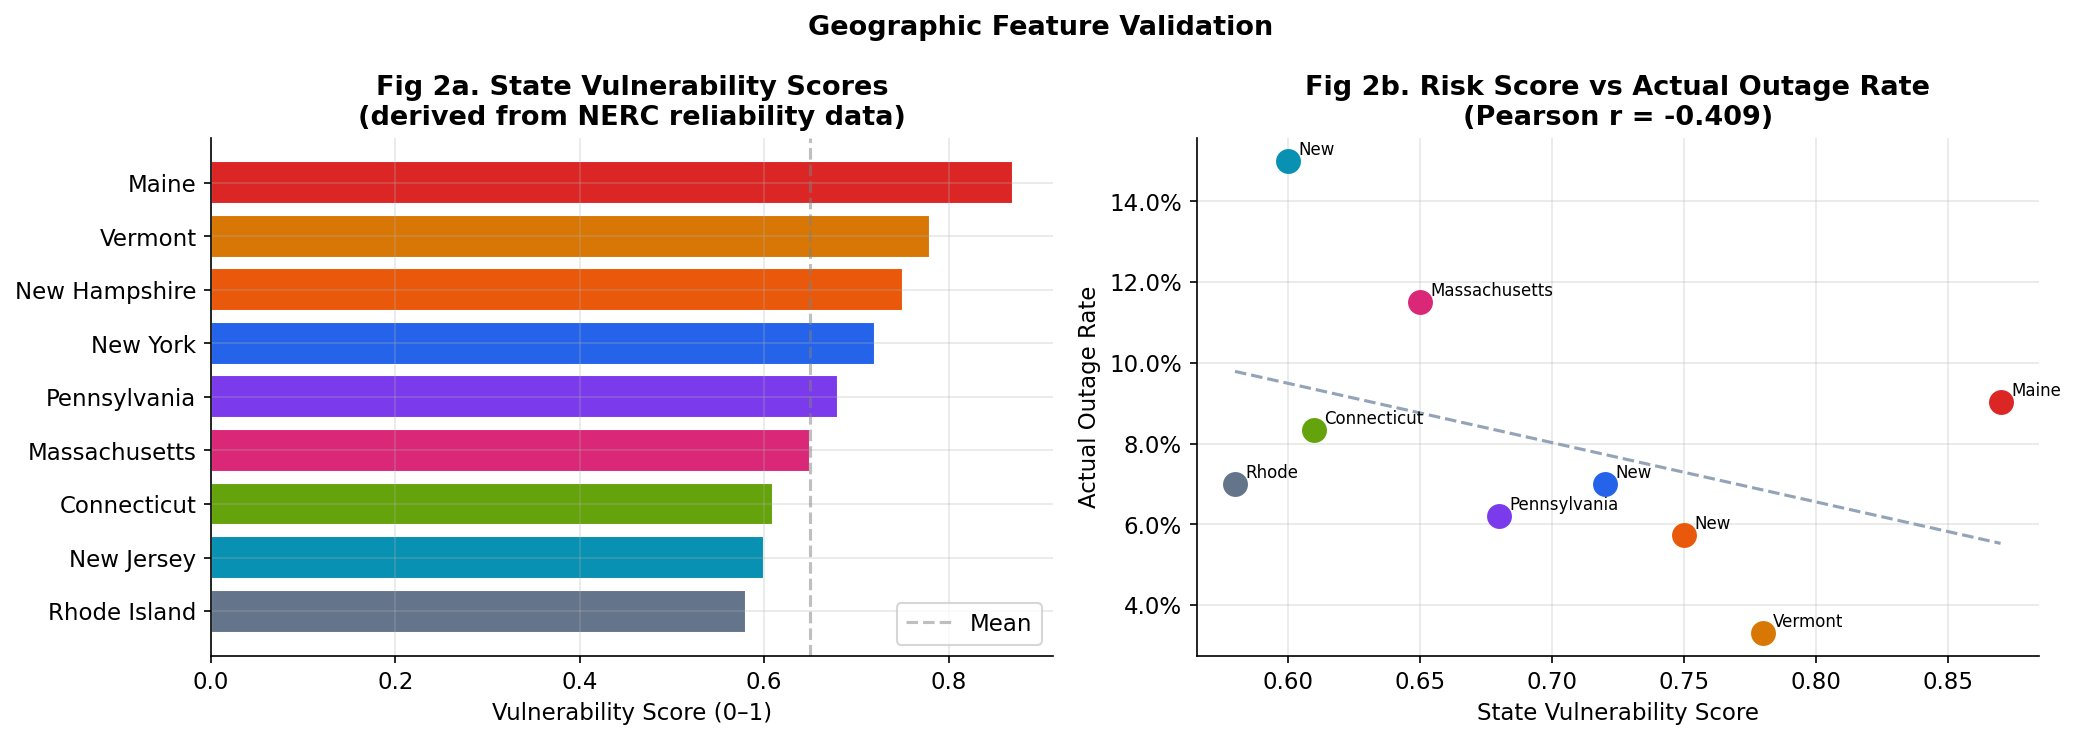 Geographic Feature Validation
Fig 2a. State Vulnerability Scores
(derived from NERC reliability data)
Maine
Vermont
New Hampshire
New York
Pennsylvania
Massachusetts
Connecticut
New Jersey
Rhode Island
Mean
0.0 0.2 0.4 0.6 0.8
Vulnerability Score (0–1)
Fig 2b. Risk Score vs Actual Outage Rate
(Pearson r = -0.409)
Actual Outage Rate
14.0%
12.0%
10.0%
8.0%
6.0%
4.0%
New
Massachusetts
Maine
Connecticut
Rhode
New
Pennsylvania
New
Vermont
0.60 0.65 0.70 0.75 0.80 0.85
State Vulnerability Score